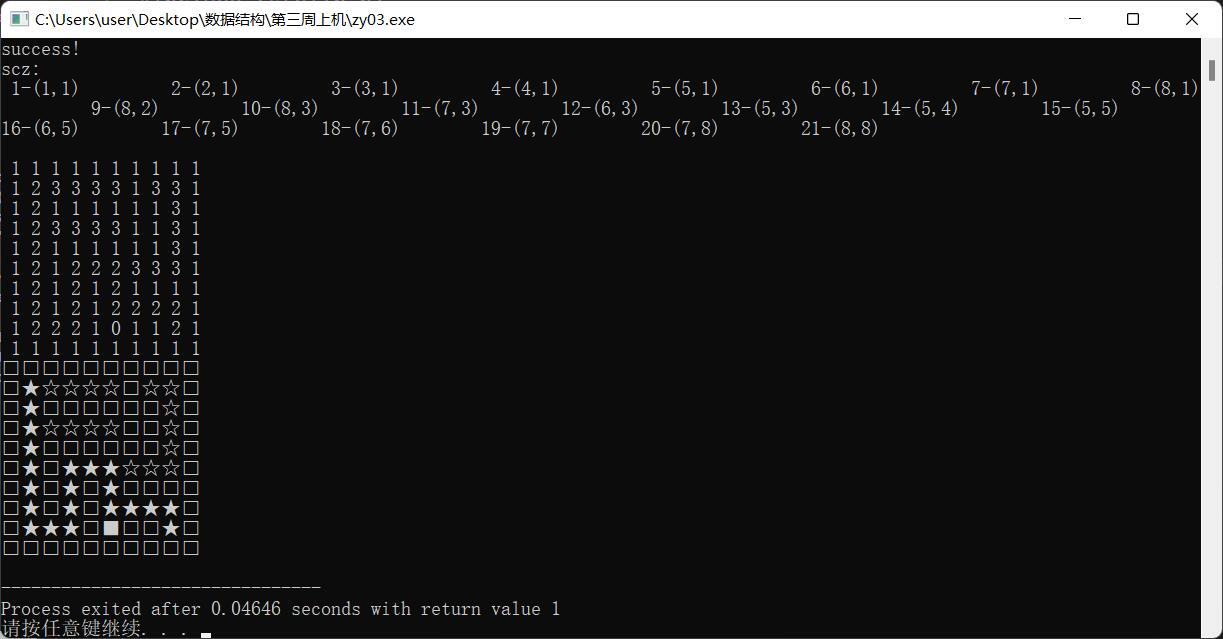 C:\Users\user\Desktop\数据结构\第三周上机\zy03.exe
success!
scz:
1-(1,1) 2-(2,1) 3-(3,1) 4-(4,1) 5-(5,1) 6-(6,1) 7-(7,1) 8-(8,1)
9-(8,2) 10-(8,3) 11-(7,3) 12-(6,3) 13-(5,3) 14-(5,4) 15-(5,5)
16-(6,5) 17-(7,5) 18-(7,6) 19-(7,7) 20-(7,8) 21-(8,8)
1 1 1 1 1 1 1 1 1 1
1 2 3 3 3 3 1 3 3 1
1 2 1 1 1 1 1 1 3 1
1 2 3 3 3 3 1 1 3 1
1 2 1 1 1 1 1 1 3 1
1 2 1 2 2 2 3 3 3 1
1 2 1 2 1 2 1 1 1 1
1 2 1 2 1 2 2 2 2 1
1 2 2 2 1 0 1 1 2 1
1 1 1 1 1 1 1 1 1 1
□□□□□□□□□□
□★☆☆☆☆□☆☆□
□★□□□□□□☆□
□★☆☆☆☆□□☆□
□★□□□□□□☆□
□★□★★★☆☆☆□
□★□★□★□□□□
□★□★□★★★★□
□★★★□■□□★□
□□□□□□□□□□
--------------------------------
Process exited after 0.04646 seconds with return value 1
请按任意键继续. . .